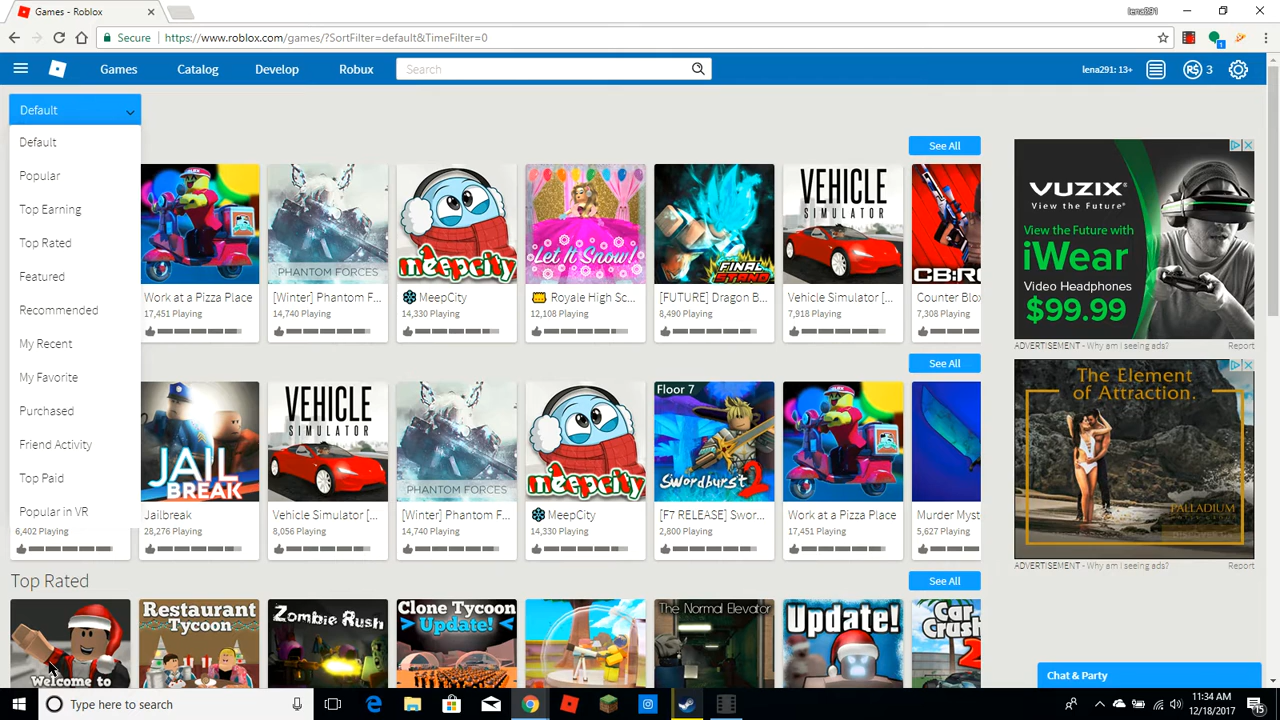 Games - Roblox
lena291
Secure
https://www.roblox.com/games/?SortFilter=default&TimeFilter=0
1
Games
Catalog
Develop
Robux
Search
lena291: 13+
R$ 3
Default
Default
Popular
Top Earning
Top Rated
Featured
Recommended
My Recent
My Favorite
Purchased
Friend Activity
Top Paid
Popular in VR
See All
PHANTOM FORCES
meepcity
Let It Snow!
FINAL STAND
VEHICLE SIMULATOR
CB:RO
Work at a Pizza Place
[Winter] Phantom F...
MeepCity
Royale High Sc...
[FUTURE] Dragon B...
Vehicle Simulator [...
Counter Blox
17,451 Playing
14,740 Playing
14,330 Playing
12,108 Playing
8,490 Playing
7,918 Playing
7,308 Playing
See All
JAIL BREAK
VEHICLE SIMULATOR
PHANTOM FORCES
meepcity
Floor 7
Swordburst 2
Jailbreak
Vehicle Simulator [...
[Winter] Phantom F...
MeepCity
[F7 RELEASE] Swor...
Work at a Pizza Place
Murder Myst
6,402 Playing
28,276 Playing
8,056 Playing
14,740 Playing
14,330 Playing
2,800 Playing
17,451 Playing
5,627 Playing
Top Rated
See All
Welcome to
Restaurant Tycoon
Zombie Rush
Clone Tycoon
Update!
The Normal Elevator
Update!
Car Crush 2
VUZIX®
View the Future®
View the Future with
iWear®
Video Headphones
$99.99
ADVERTISEMENT - Why am I seeing ads?
Report
The Element
of Attraction.
PALLADIUM
ADVERTISEMENT - Why am I seeing ads?
Report
Chat & Party
Type here to search
11:34 AM
12/18/2017
15